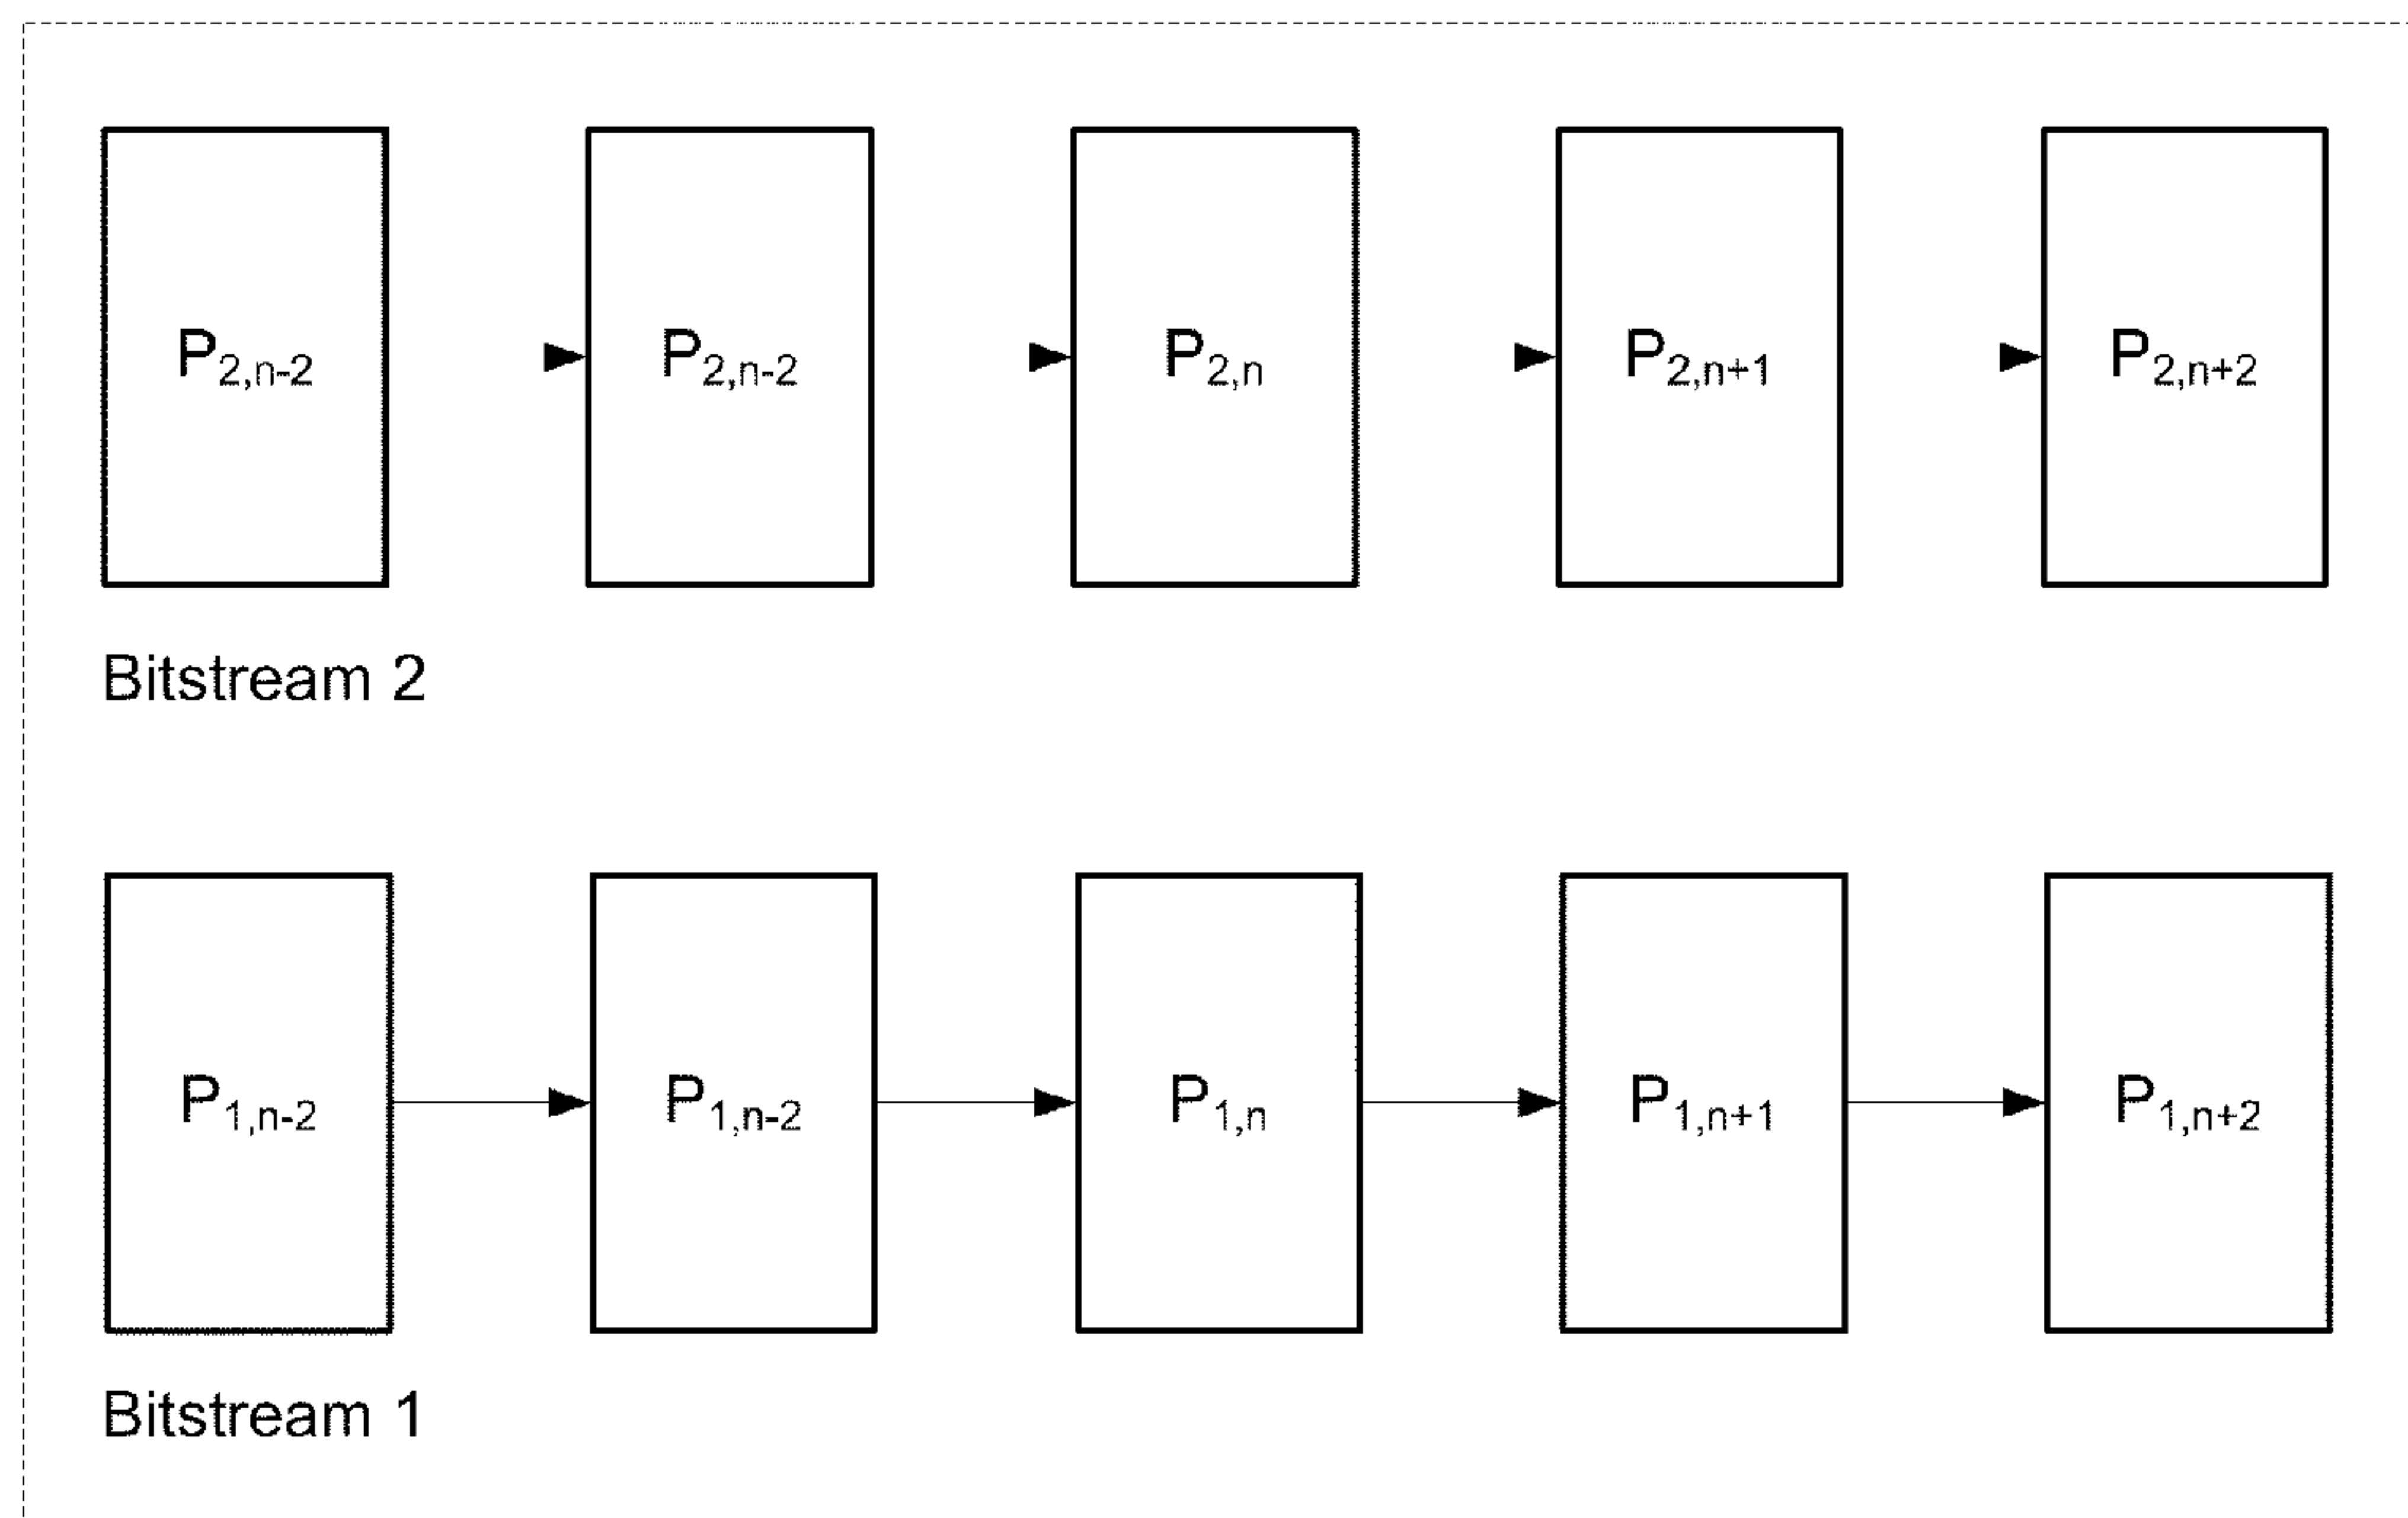 P2,n-2 P2,n-2 P2,n P2,n+1 P2,n+2
Bitstream 2
P1,n-2 P1,n-2 P1,n P1,n+1 P1,n+2
Bitstream 1